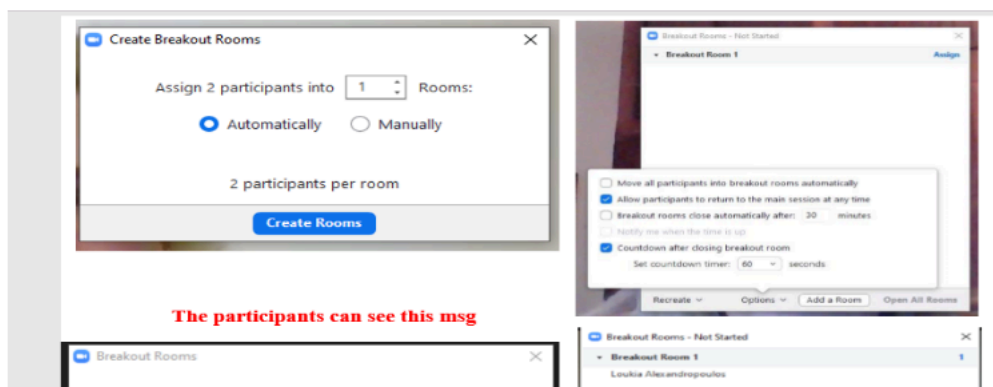 Create Breakout Rooms
Assign 2 participants into 1 Rooms:
Automatically Manually
2 participants per room
Create Rooms
The participants can see this msg
Breakout Rooms
Breakout Rooms - Not Started
Breakout Room 1 Assign
Move all participants into breakout rooms automatically
Allow participants to return to the main session at any time
Breakout rooms close automatically after: 30 minutes
Notify me when the time is up
Countdown after closing breakout room
Set countdown timer: 60 seconds
Recreate Options Add a Room Open All Rooms
Breakout Rooms - Not Started
Breakout Room 1 1
Loukia Alexandropoulos